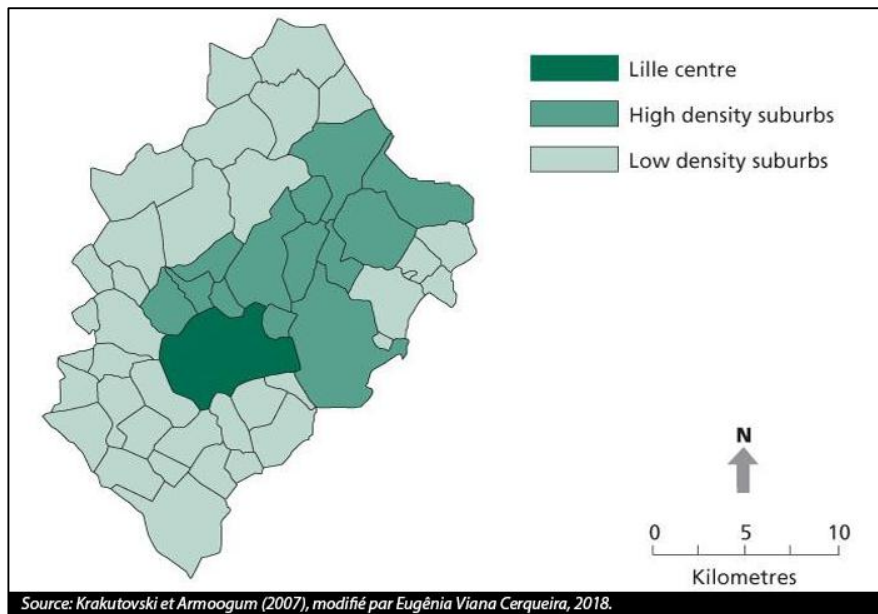 Lille centre
High density suburbs
Low density suburbs
N
0 5 10
Kilometres
Source: Krakutovski et Armoogum (2007), modifié par Eugênia Viana Cerqueira, 2018.